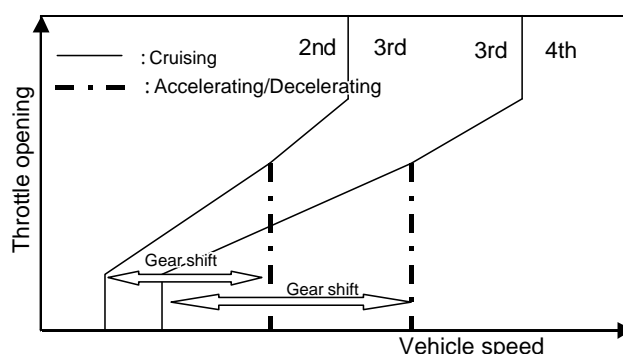 2nd 3rd 3rd 4th
: Cruising
: Accelerating/Decelerating
Throttle opening
Gear shift
Gear shift
Vehicle speed